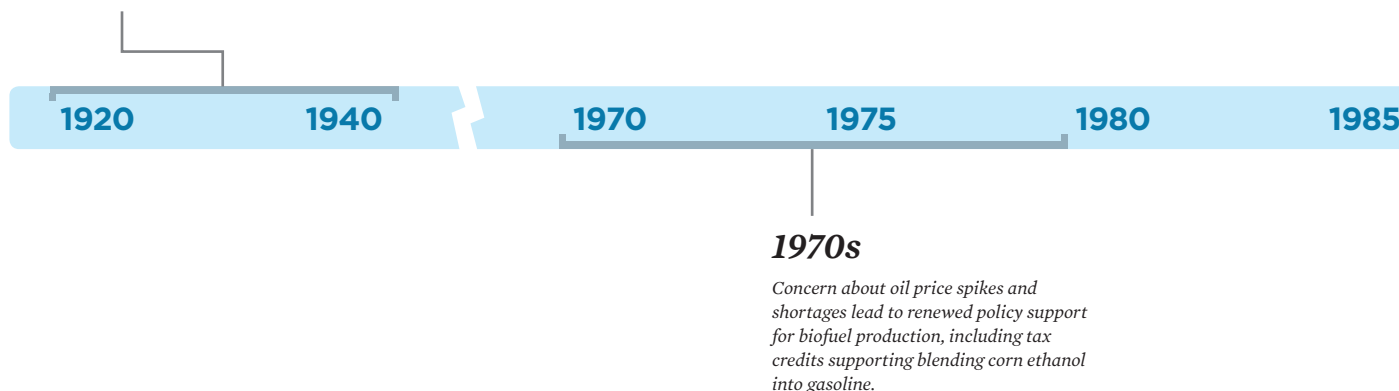 1920 1940 1970 1975 1980 1985
1970s
Concern about oil price spikes and
shortages lead to renewed policy support
for biofuel production, including tax
credits supporting blending corn ethanol
into gasoline.